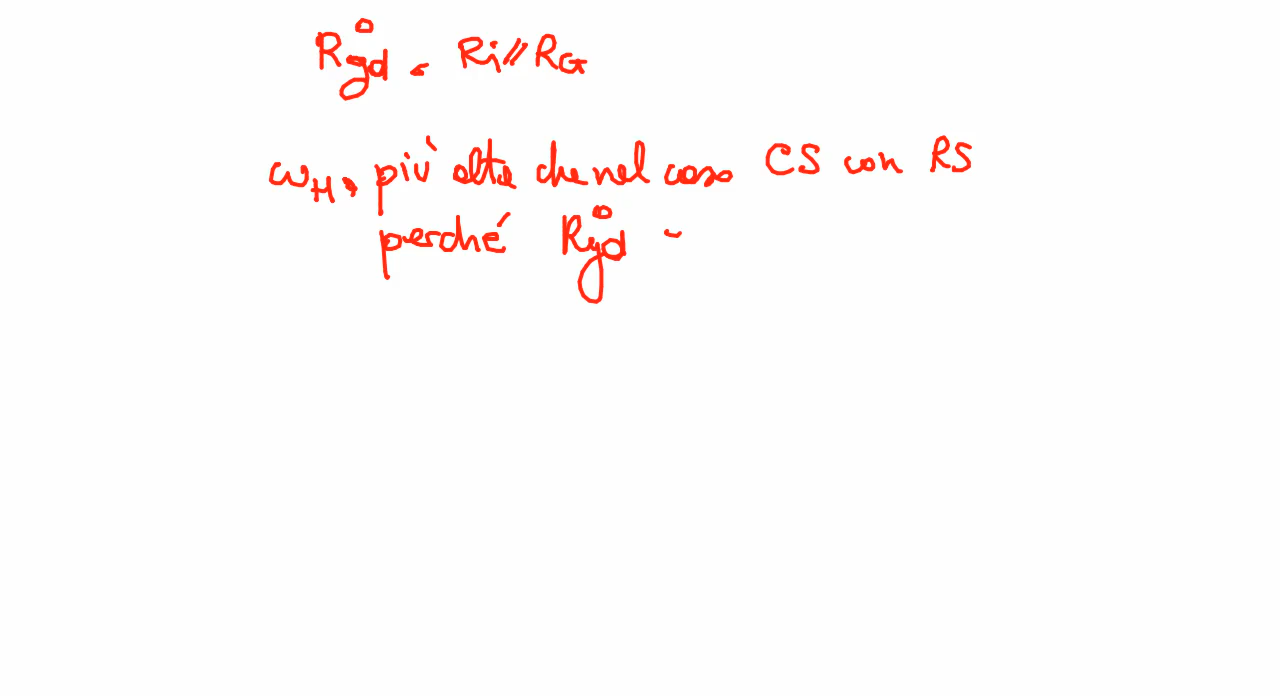 R°gd = Ri//RG
ωH più alta che nel caso CS con RS
perché R°gd -